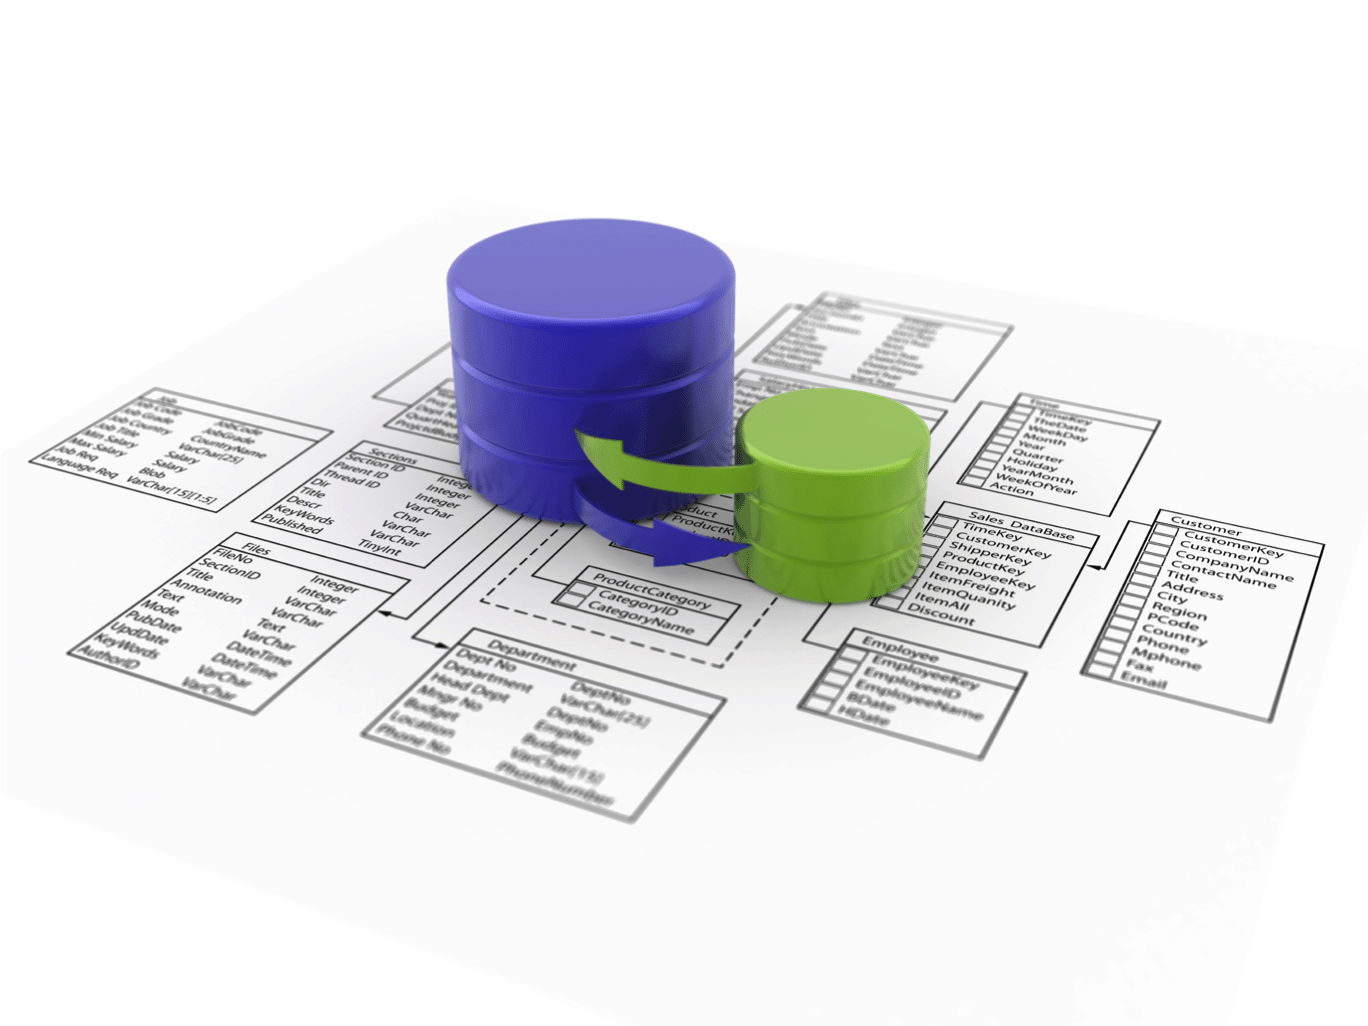 Job
Job Code JobCode
Job Grade JobGrade
Job Country CountryName
Job Title VarChar(25)
Min Salary Salary
Max Salary Salary
Job Req Blob
Language Req VarChar[15][1:5]
Sections
Section ID
Parent ID Integer
Thread ID Integer
Dir Integer
Title Char
Descr VarChar
KeyWords VarChar
Published TinyInt
Files
FileNo Integer
SectionID Integer
Title VarChar
Annotation VarChar
Text Text
Mode VarChar
PubDate DateTime
UpdDate DateTime
KeyWords VarChar
AuthorID VarChar
Department
Dept No DeptNo
Department VarChar(25)
Head Dept DeptNo
Mngr No EmpNo
Budget Budget
Location VarChar(15)
Phone No PhoneNumber
ProductCategory
CategoryID
CategoryName
Time
TimeKey
TheDate
WeekDay
Month
Year
Quarter
Holiday
YearMonth
WeekOfYear
Action
Sales_DataBase
TimeKey
CustomerKey
ShipperKey
ProductKey
EmployeeKey
ItemFreight
ItemQuanity
ItemAll
Discount
Employee
EmployeeKey
EmployeeID
EmployeeName
BDate
HDate
Customer
CustomerKey
CustomerID
CompanyName
ContactName
Title
Address
City
Region
PCode
Country
Phone
Mphone
Fax
Email